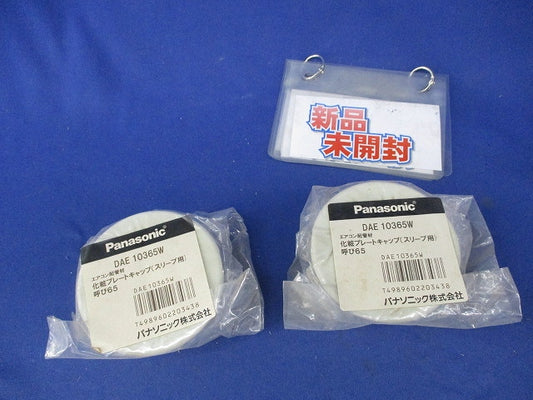 新品
未開封
Panasonic
DAE 10365W
エアコン配管材
化粧プレートキャップ(スリーブ用)
呼び65
DAE10365W
T4989602203438
パナソニック株式会社
Panasonic
DAE 10365W
エアコン配管材
化粧プレートキャップ(スリーブ用)
呼び65
DAE10365W
T4989602203438
パナソニック株式会社